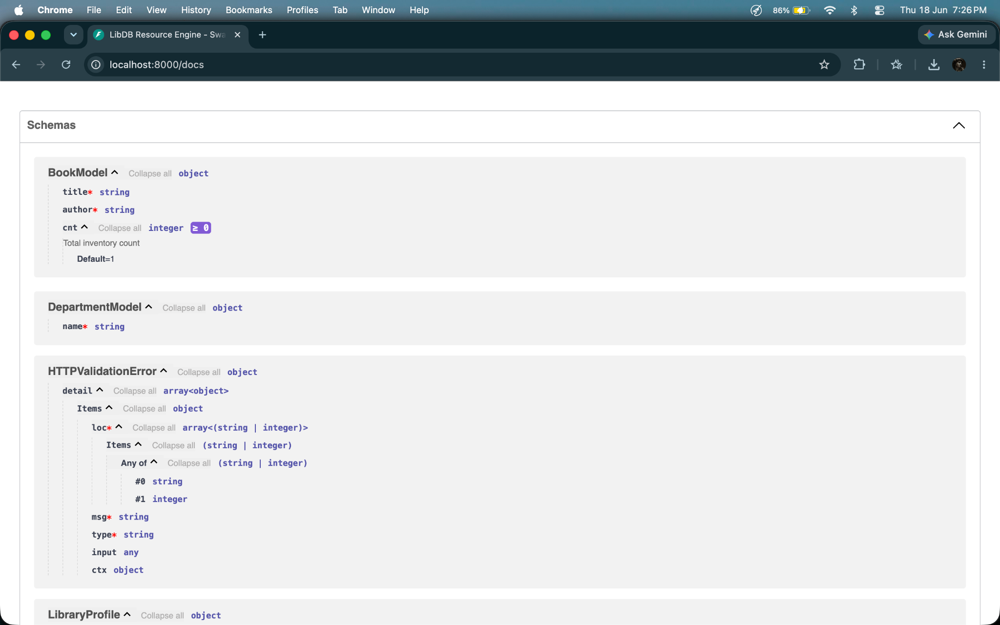 Chrome File Edit View History Bookmarks Profiles Tab Window Help 86% Thu 18 Jun 7:26 PM
LibDB Resource Engine - Swa Ask Gemini
localhost:8000/docs
Schemas
BookModel Collapse all object
title* string
author* string
cnt Collapse all integer ≥ 0
Total inventory count
Default=1
DepartmentModel Collapse all object
name* string
HTTPValidationError Collapse all object
detail Collapse all array<object>
Items Collapse all object
loc* Collapse all array<(string | integer)>
Items Collapse all (string | integer)
Any of Collapse all (string | integer)
#0 string
#1 integer
msg* string
type* string
input any
ctx object
LibraryProfile Collapse all object